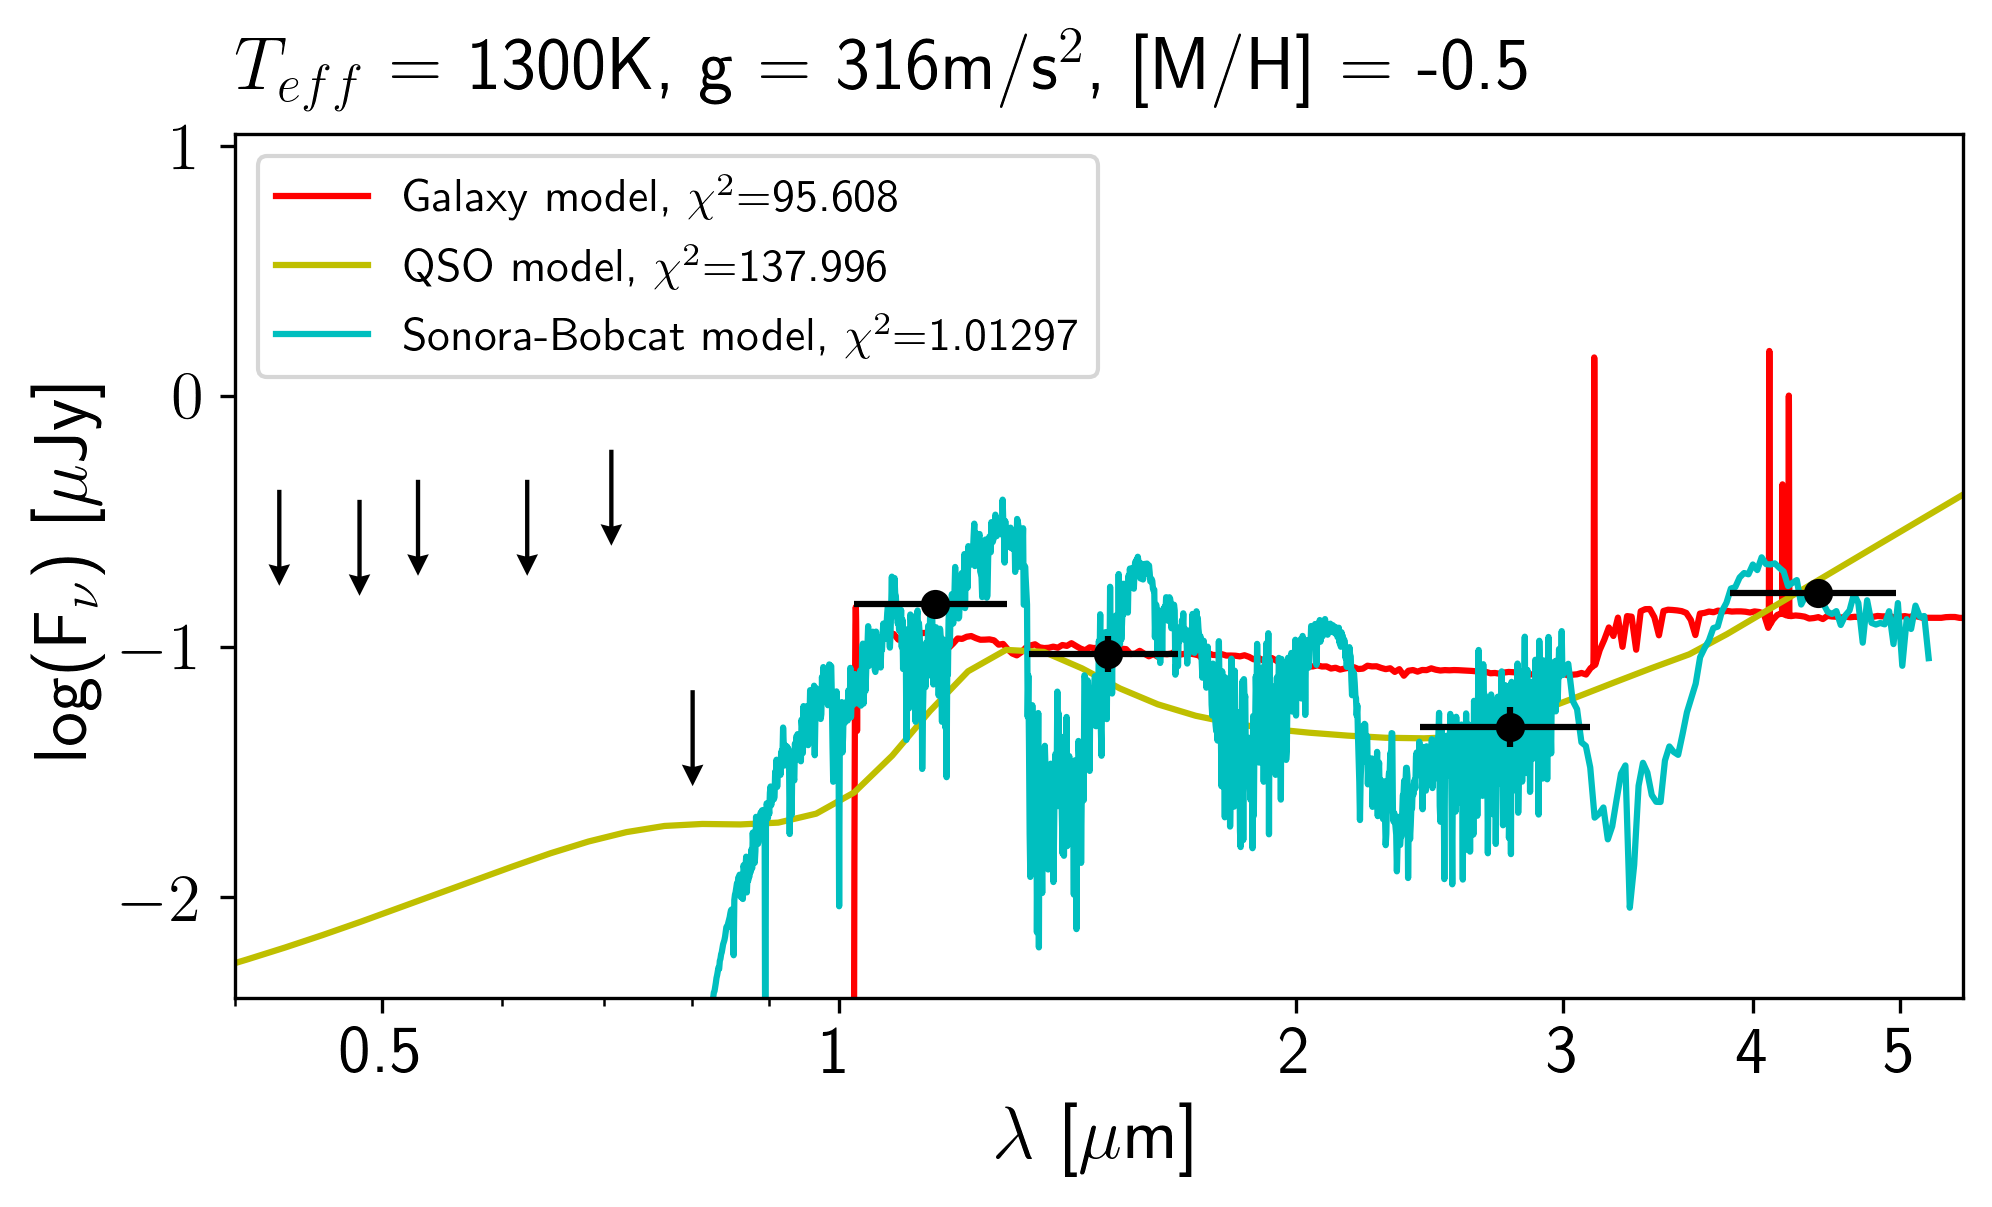 T_eff = 1300K, g = 316m/s², [M/H] = -0.5
1
0
−1
−2
log(F_ν) [μJy]
Galaxy model, χ²=95.608
QSO model, χ²=137.996
Sonora-Bobcat model, χ²=1.01297
0.5 1 2 3 4 5
λ [μm]